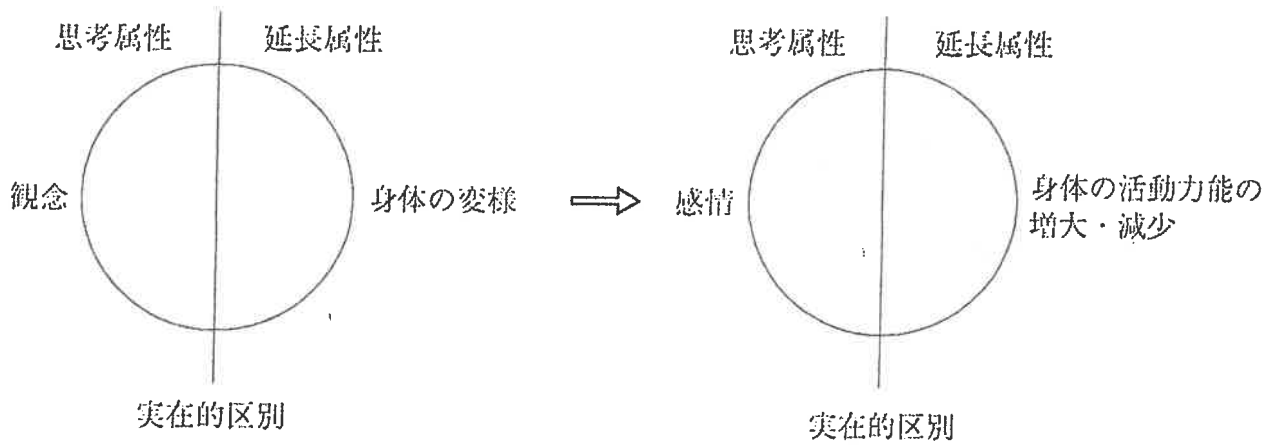 思考属性
延長属性
観念
身体の変様
実在的区別
思考属性
延長属性
感情
身体の活動力能の
増大・減少
実在的区別